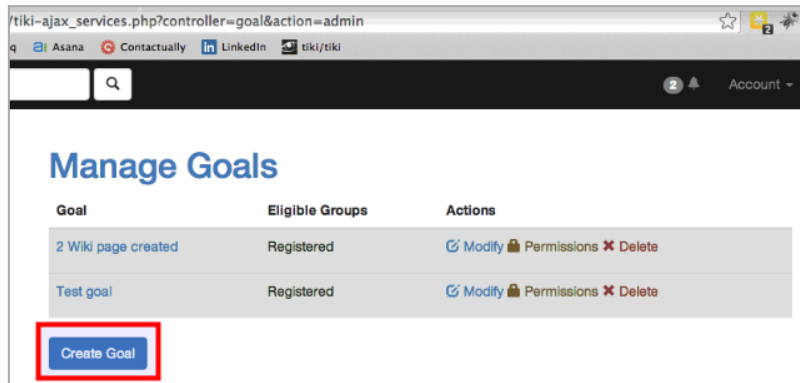 /tiki-ajax_services.php?controller=goal&action=admin
q Asana Contactually LinkedIn tiki/tiki
2
2 Account
Manage Goals
Goal Eligible Groups Actions
2 Wiki page created Registered Modify Permissions Delete
Test goal Registered Modify Permissions Delete
Create Goal